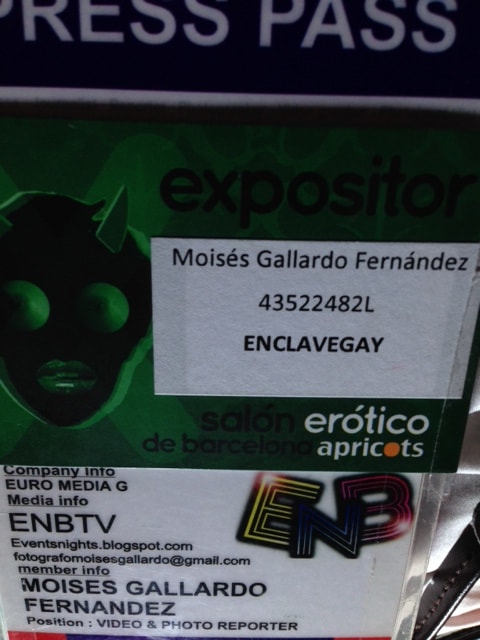 PRESS PASS
expositor
Moisés Gallardo Fernández
43522482L
ENCLAVEGAY
salón erótico
de barcelona apricots
Company info
EURO MEDIA G
Media info
ENBTV
ENB
Eventsnights.blogspot.com
fotografomoisesgallardo@gmail.com
member info
MOISES GALLARDO
FERNANDEZ
Position : VIDEO & PHOTO REPORTER